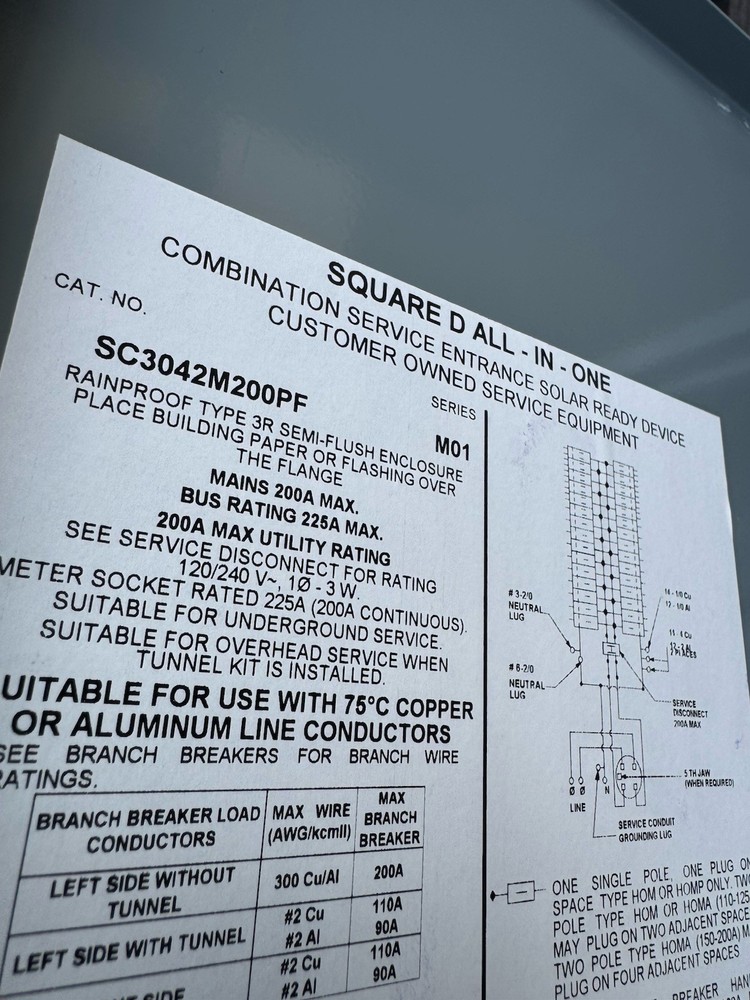 SQUARE D ALL - IN - ONE
COMBINATION SERVICE ENTRANCE SOLAR READY DEVICE
CUSTOMER OWNED SERVICE EQUIPMENT
CAT. NO.
SC3042M200PF
SERIES
M01
RAINPROOF TYPE 3R SEMI-FLUSH ENCLOSURE
PLACE BUILDING PAPER OR FLASHING OVER
THE FLANGE
MAINS 200A MAX.
BUS RATING 225A MAX.
200A MAX UTILITY RATING
SEE SERVICE DISCONNECT FOR RATING
120/240 V~, 1Ø - 3 W.
METER SOCKET RATED 225A (200A CONTINUOUS).
SUITABLE FOR UNDERGROUND SERVICE.
SUITABLE FOR OVERHEAD SERVICE WHEN
TUNNEL KIT IS INSTALLED.
UITABLE FOR USE WITH 75°C COPPER
OR ALUMINUM LINE CONDUCTORS
SEE BRANCH BREAKERS FOR BRANCH WIRE
RATINGS.
BRANCH BREAKER LOAD
CONDUCTORS
MAX WIRE
(AWG/kcmil)
MAX
BRANCH
BREAKER
LEFT SIDE WITHOUT
TUNNEL
300 Cu/Al
200A
LEFT SIDE WITH TUNNEL
#2 Cu
#2 Al
110A
90A
SIDE
#2 Cu
#2 Al
110A
90A
# 3-2/0
NEUTRAL
LUG
# 6-2/0
NEUTRAL
LUG
14 - 1/0 Cu
12 - 1/0 Al
SERVICE
DISCONNECT
200A MAX
5 TH JAW
(WHEN REQUIRED)
Ø Ø N
LINE
SERVICE CONDUIT
GROUNDING LUG
ONE SINGLE POLE, ONE PLUG ON
SPACE TYPE HOM OR HOMP ONLY. TWO
POLE TYPE HOM OR HOMA (110-125
MAY PLUG ON TWO ADJACENT SPACE
TWO POLE TYPE HOMA (150-200A) M
PLUG ON FOUR ADJACENT SPACES
BREAKER HAN